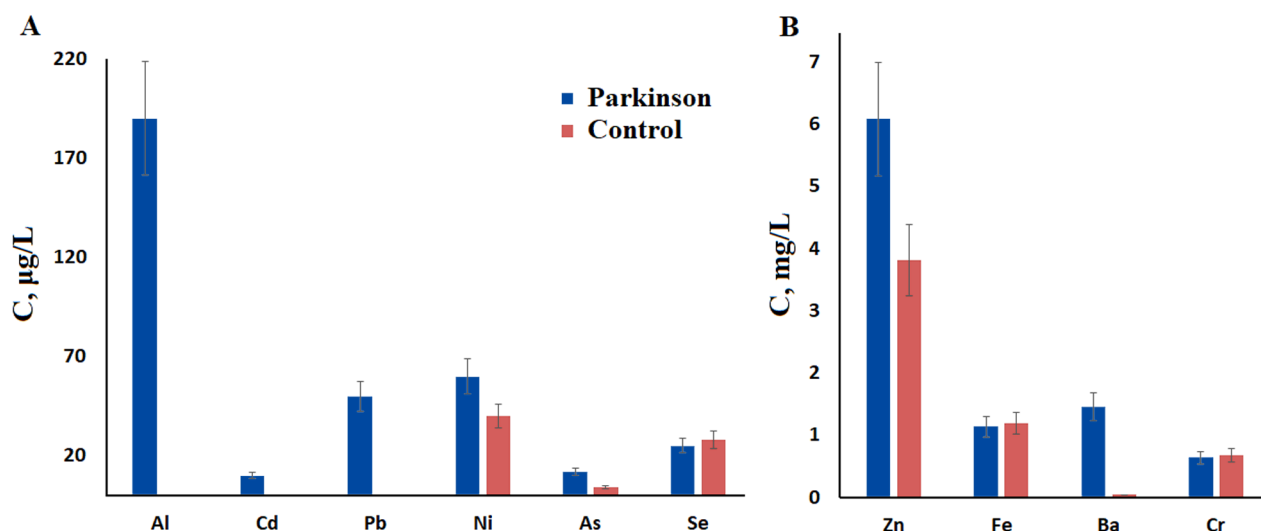 A
220
170
120
70
20
C, µg/L
Parkinson
Control
Al Cd Pb Ni As Se
B
7
6
5
4
3
2
1
0
C, mg/L
Zn Fe Ba Cr